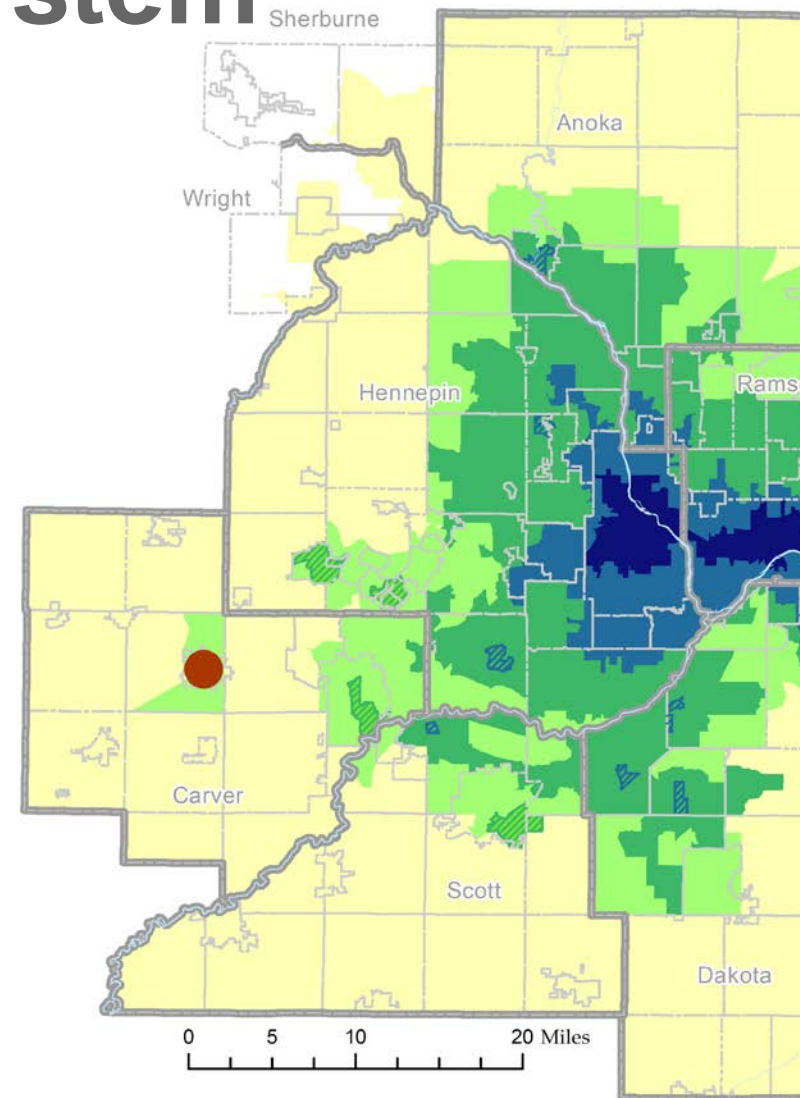 stem
Sherburne
Anoka
Wright
Hennepin
Rams
Carver
Scott
Dakota
0 5 10 20 Miles